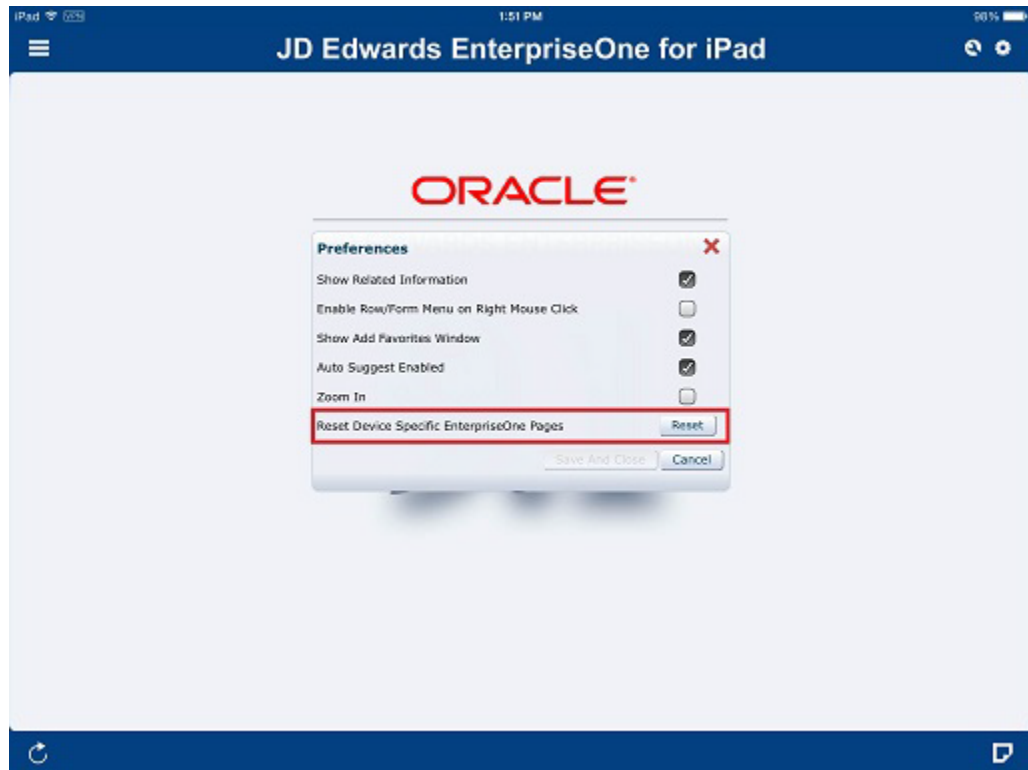 iPad VPN 1:51 PM 98%
JD Edwards EnterpriseOne for iPad
ORACLE
Preferences
Show Related Information
Enable Row/Form Menu on Right Mouse Click
Show Add Favorites Window
Auto Suggest Enabled
Zoom In
Reset Device Specific EnterpriseOne Pages Reset
Save And Close Cancel